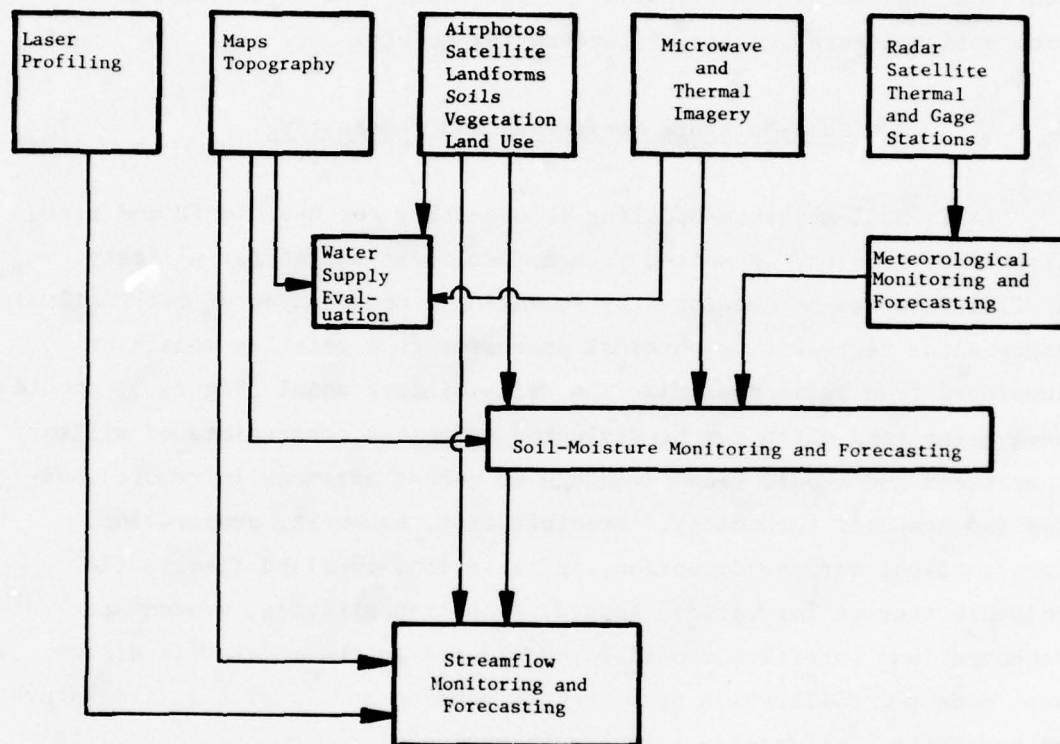 Laser
Profiling
Maps
Topography
Airphotos
Satellite
Landforms
Soils
Vegetation
Land Use
Microwave
and
Thermal
Imagery
Radar
Satellite
Thermal
and Gage
Stations
Water
Supply
Eval-
uation
Meteorological
Monitoring and
Forecasting
Soil-Moisture Monitoring and Forecasting
Streamflow
Monitoring and
Forecasting